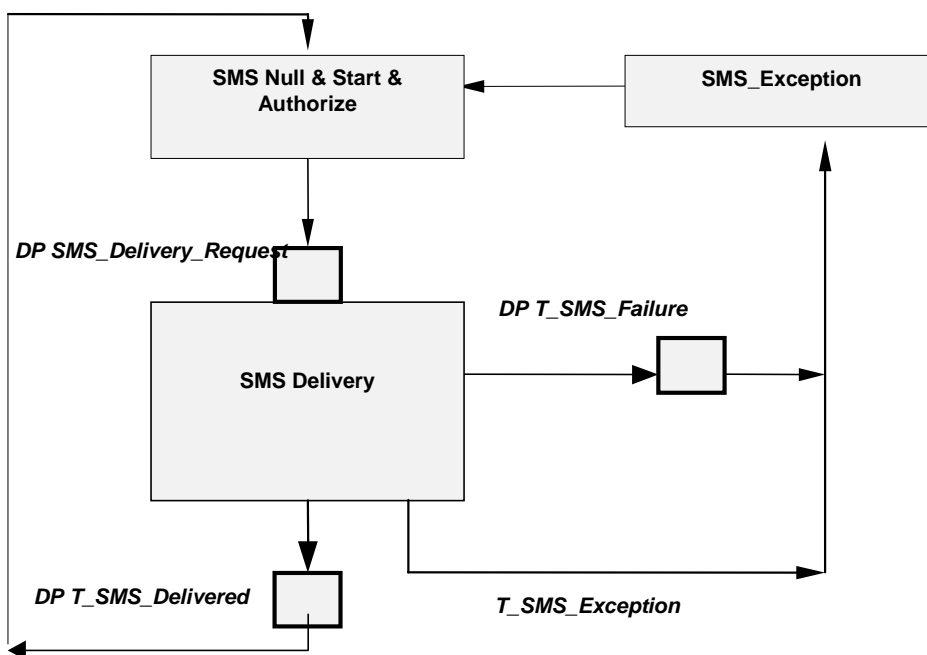 SMS Null & Start &
Authorize
SMS_Exception
DP SMS_Delivery_Request
DP T_SMS_Failure
SMS Delivery
DP T_SMS_Delivered
T_SMS_Exception